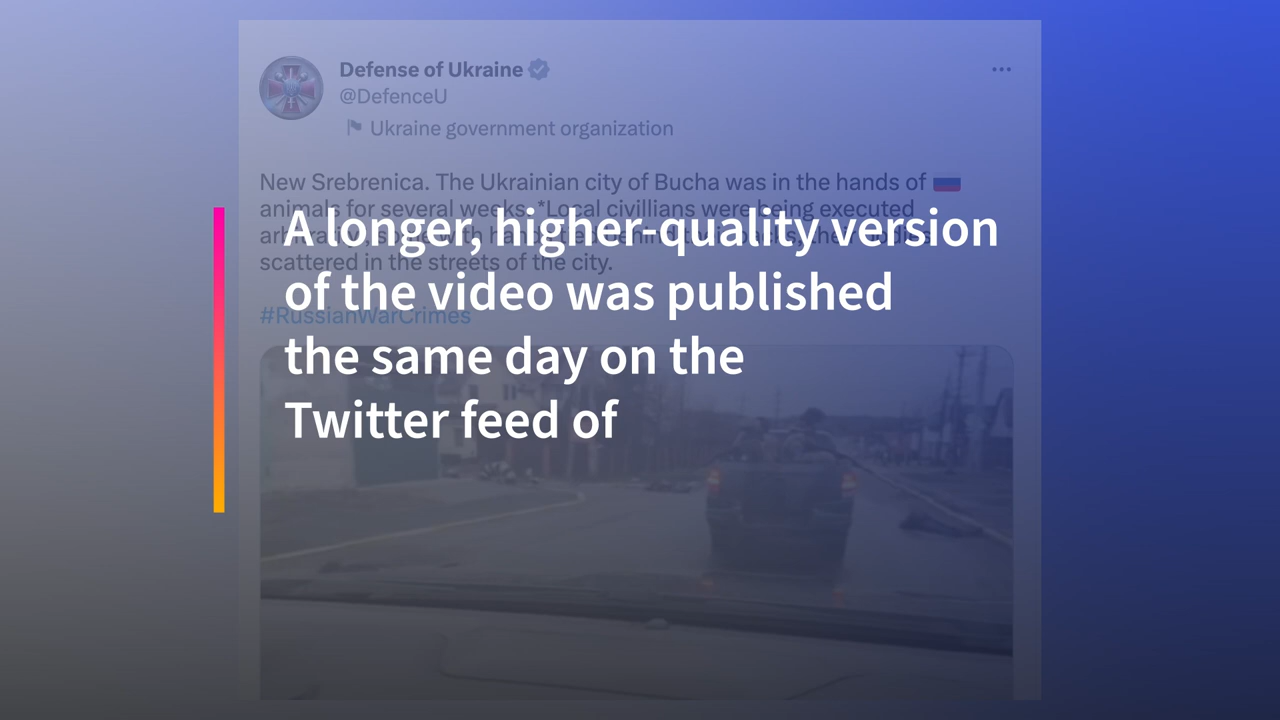 Defense of Ukraine
@DefenceU
Ukraine government organization
New Srebrenica. The Ukrainian city of Bucha was in the hands of
animals for several weeks. *Local civillians were being executed
scattered in the streets of the city.
#RussianWarCrimes
A longer, higher-quality version
of the video was published
the same day on the
Twitter feed of